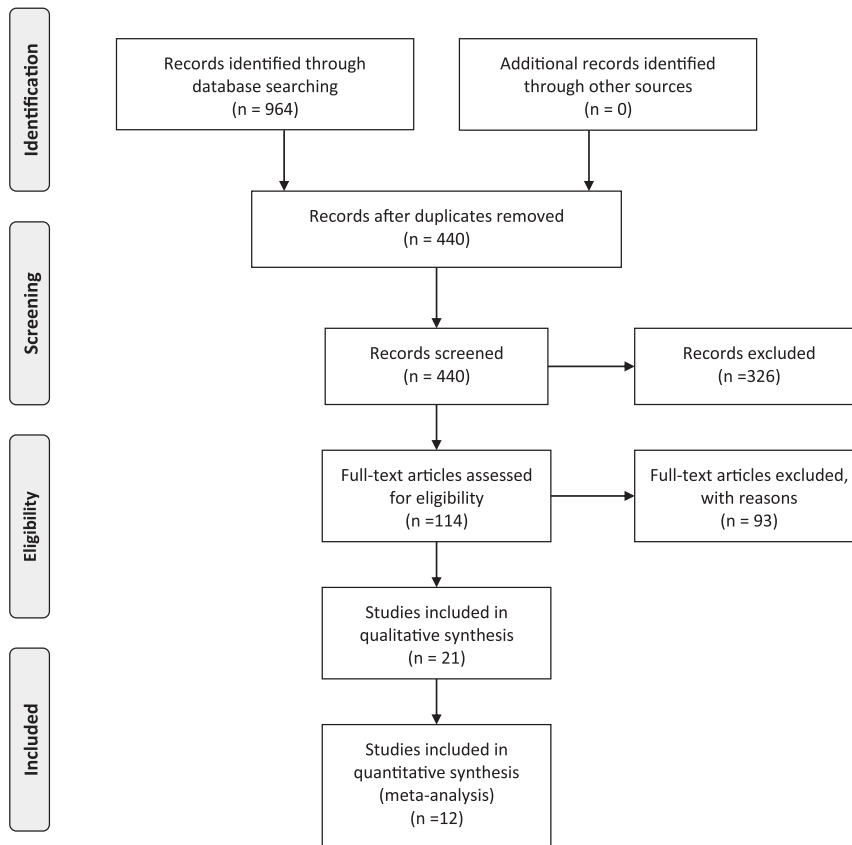 Identification
Records identified through
database searching
(n = 964)
Additional records identified
through other sources
(n = 0)
Records after duplicates removed
(n = 440)
Screening
Records screened
(n = 440)
Records excluded
(n =326)
Eligibility
Full-text articles assessed
for eligibility
(n =114)
Full-text articles excluded,
with reasons
(n = 93)
Studies included in
qualitative synthesis
(n = 21)
Included
Studies included in
quantitative synthesis
(meta-analysis)
(n =12)